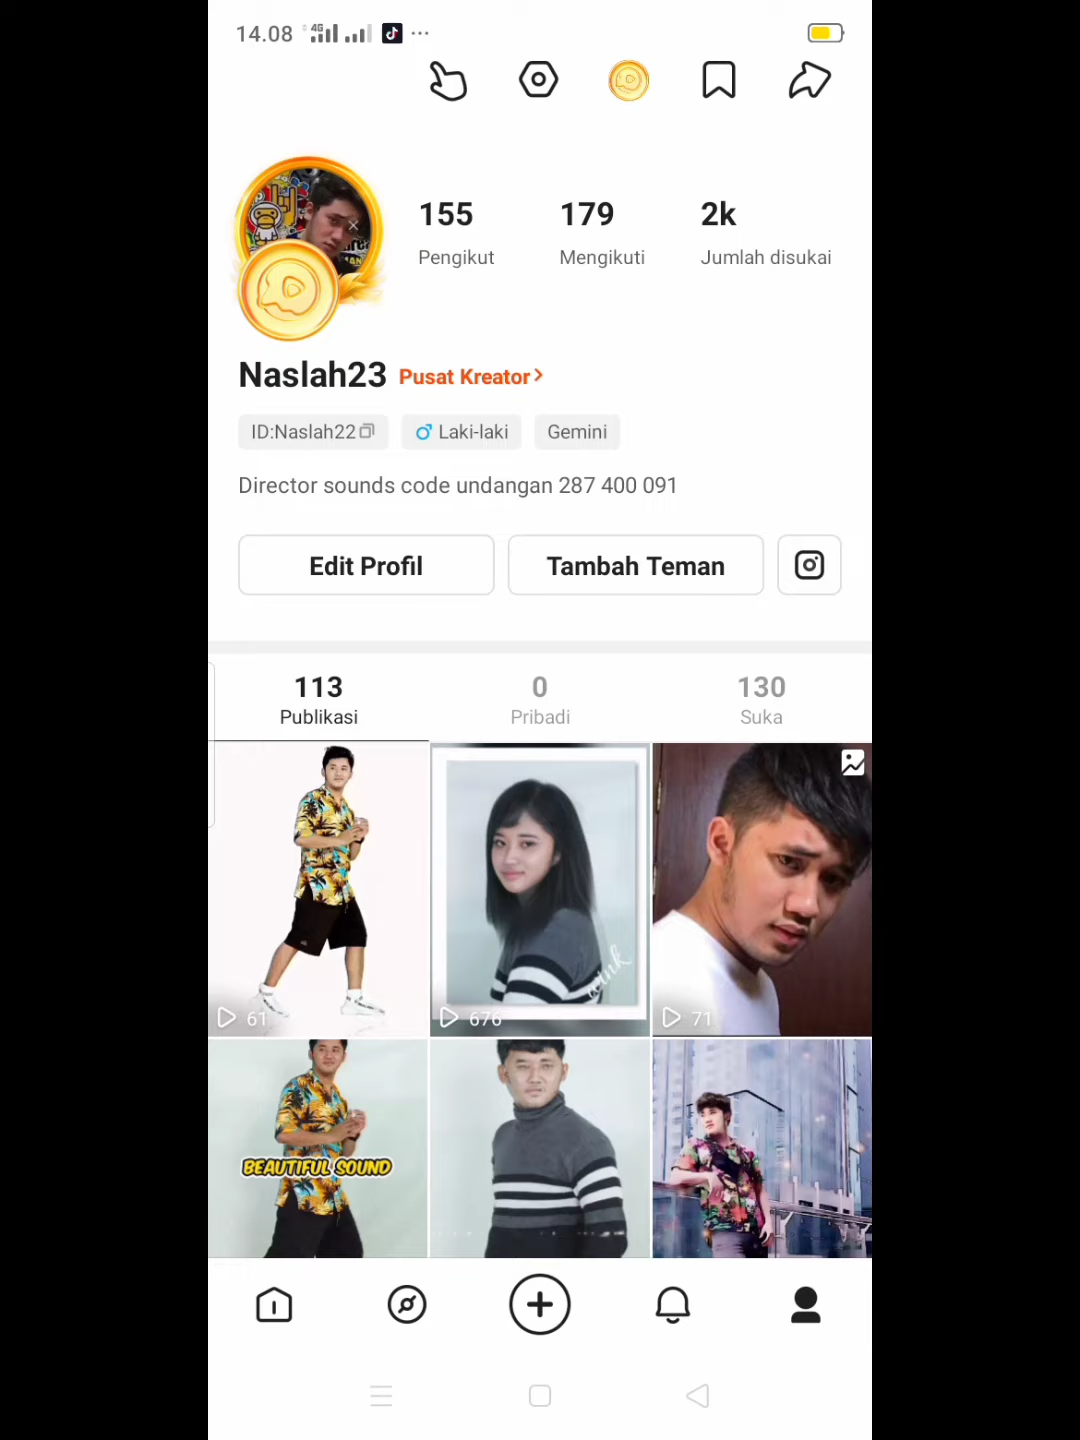 14.08 4G
155 179 2k
Pengikut Mengikuti Jumlah disukai
Naslah23 Pusat Kreator
ID:Naslah22 Laki-laki Gemini
Director sounds code undangan 287 400 091
Edit Profil Tambah Teman
113 0 130
Publikasi Pribadi Suka
wink
61 676 71
BEAUTIFUL SOUND